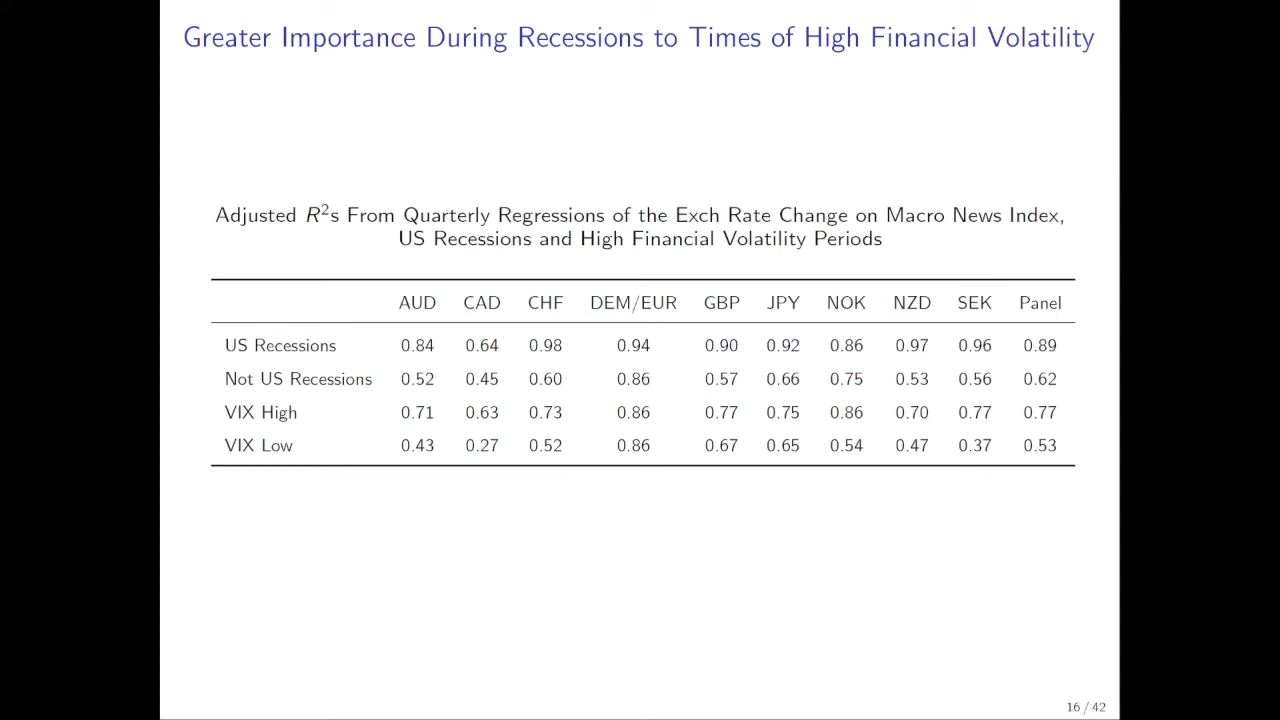 Greater Importance During Recessions to Times of High Financial Volatility
Adjusted R²s From Quarterly Regressions of the Exch Rate Change on Macro News Index,
US Recessions and High Financial Volatility Periods
AUD CAD CHF DEM/EUR GBP JPY NOK NZD SEK Panel
US Recessions 0.84 0.64 0.98 0.94 0.90 0.92 0.86 0.97 0.96 0.89
Not US Recessions 0.52 0.45 0.60 0.86 0.57 0.66 0.75 0.53 0.56 0.62
VIX High 0.71 0.63 0.73 0.86 0.77 0.75 0.86 0.70 0.77 0.77
VIX Low 0.43 0.27 0.52 0.86 0.67 0.65 0.54 0.47 0.37 0.53
16 / 42